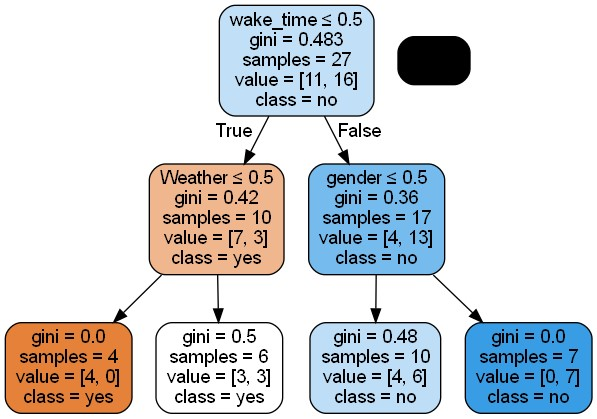 wake_time ≤ 0.5
gini = 0.483
samples = 27
value = [11, 16]
class = no
True
False
Weather ≤ 0.5
gini = 0.42
samples = 10
value = [7, 3]
class = yes
gender ≤ 0.5
gini = 0.36
samples = 17
value = [4, 13]
class = no
gini = 0.0
samples = 4
value = [4, 0]
class = yes
gini = 0.5
samples = 6
value = [3, 3]
class = yes
gini = 0.48
samples = 10
value = [4, 6]
class = no
gini = 0.0
samples = 7
value = [0, 7]
class = no